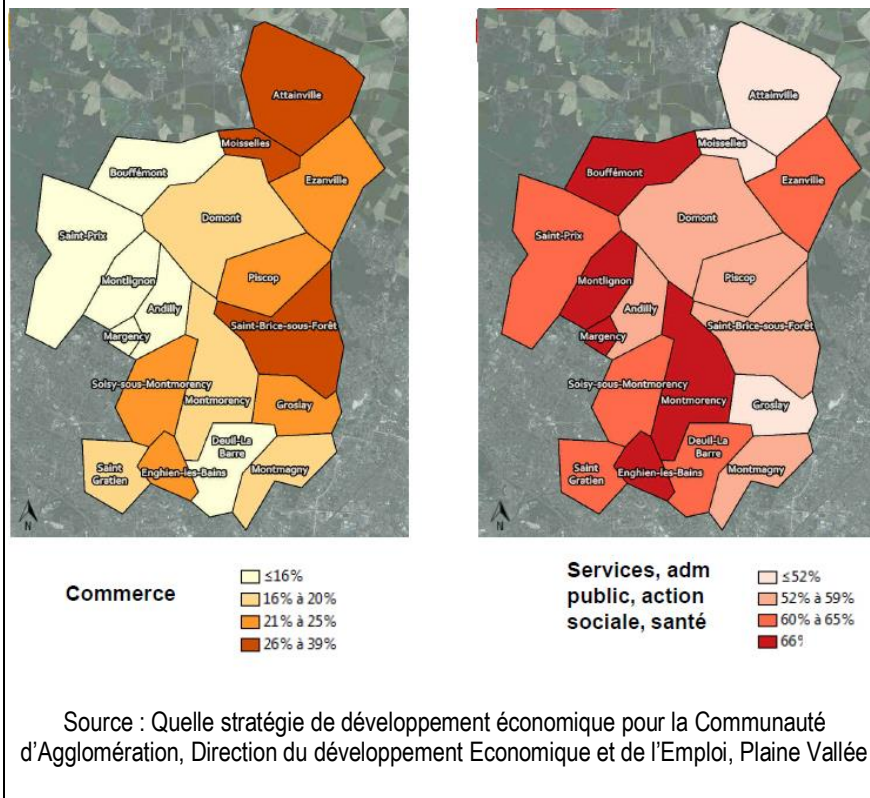 Attainville
Moisselles
Bouffémont
Ezanville
Domont
Saint-Prix
Piscop
Montlignon
Andilly
Saint-Brice-sous-Forêt
Margency
Soisy-sous-Montmorency
Montmorency
Groslay
Deuil-La
Barre
Saint
Gratien
Enghien-les-Bains
Montmagny
N
Commerce
≤16%
16% à 20%
21% à 25%
26% à 39%
Attainville
Moisselles
Bouffémont
Ezanville
Domont
Saint-Prix
Piscop
Montlignon
Andilly
Saint-Brice-sous-Forêt
Margency
Soisy-sous-Montmorency
Montmorency
Groslay
Deuil-La
Barre
Saint
Gratien
Enghien-les-Bains
Montmagny
N
Services, adm
public, action
sociale, santé
≤52%
52% à 59%
60% à 65%
Source : Quelle stratégie de développement économique pour la Communauté
d’Agglomération, Direction du développement Economique et de l’Emploi, Plaine Vallée